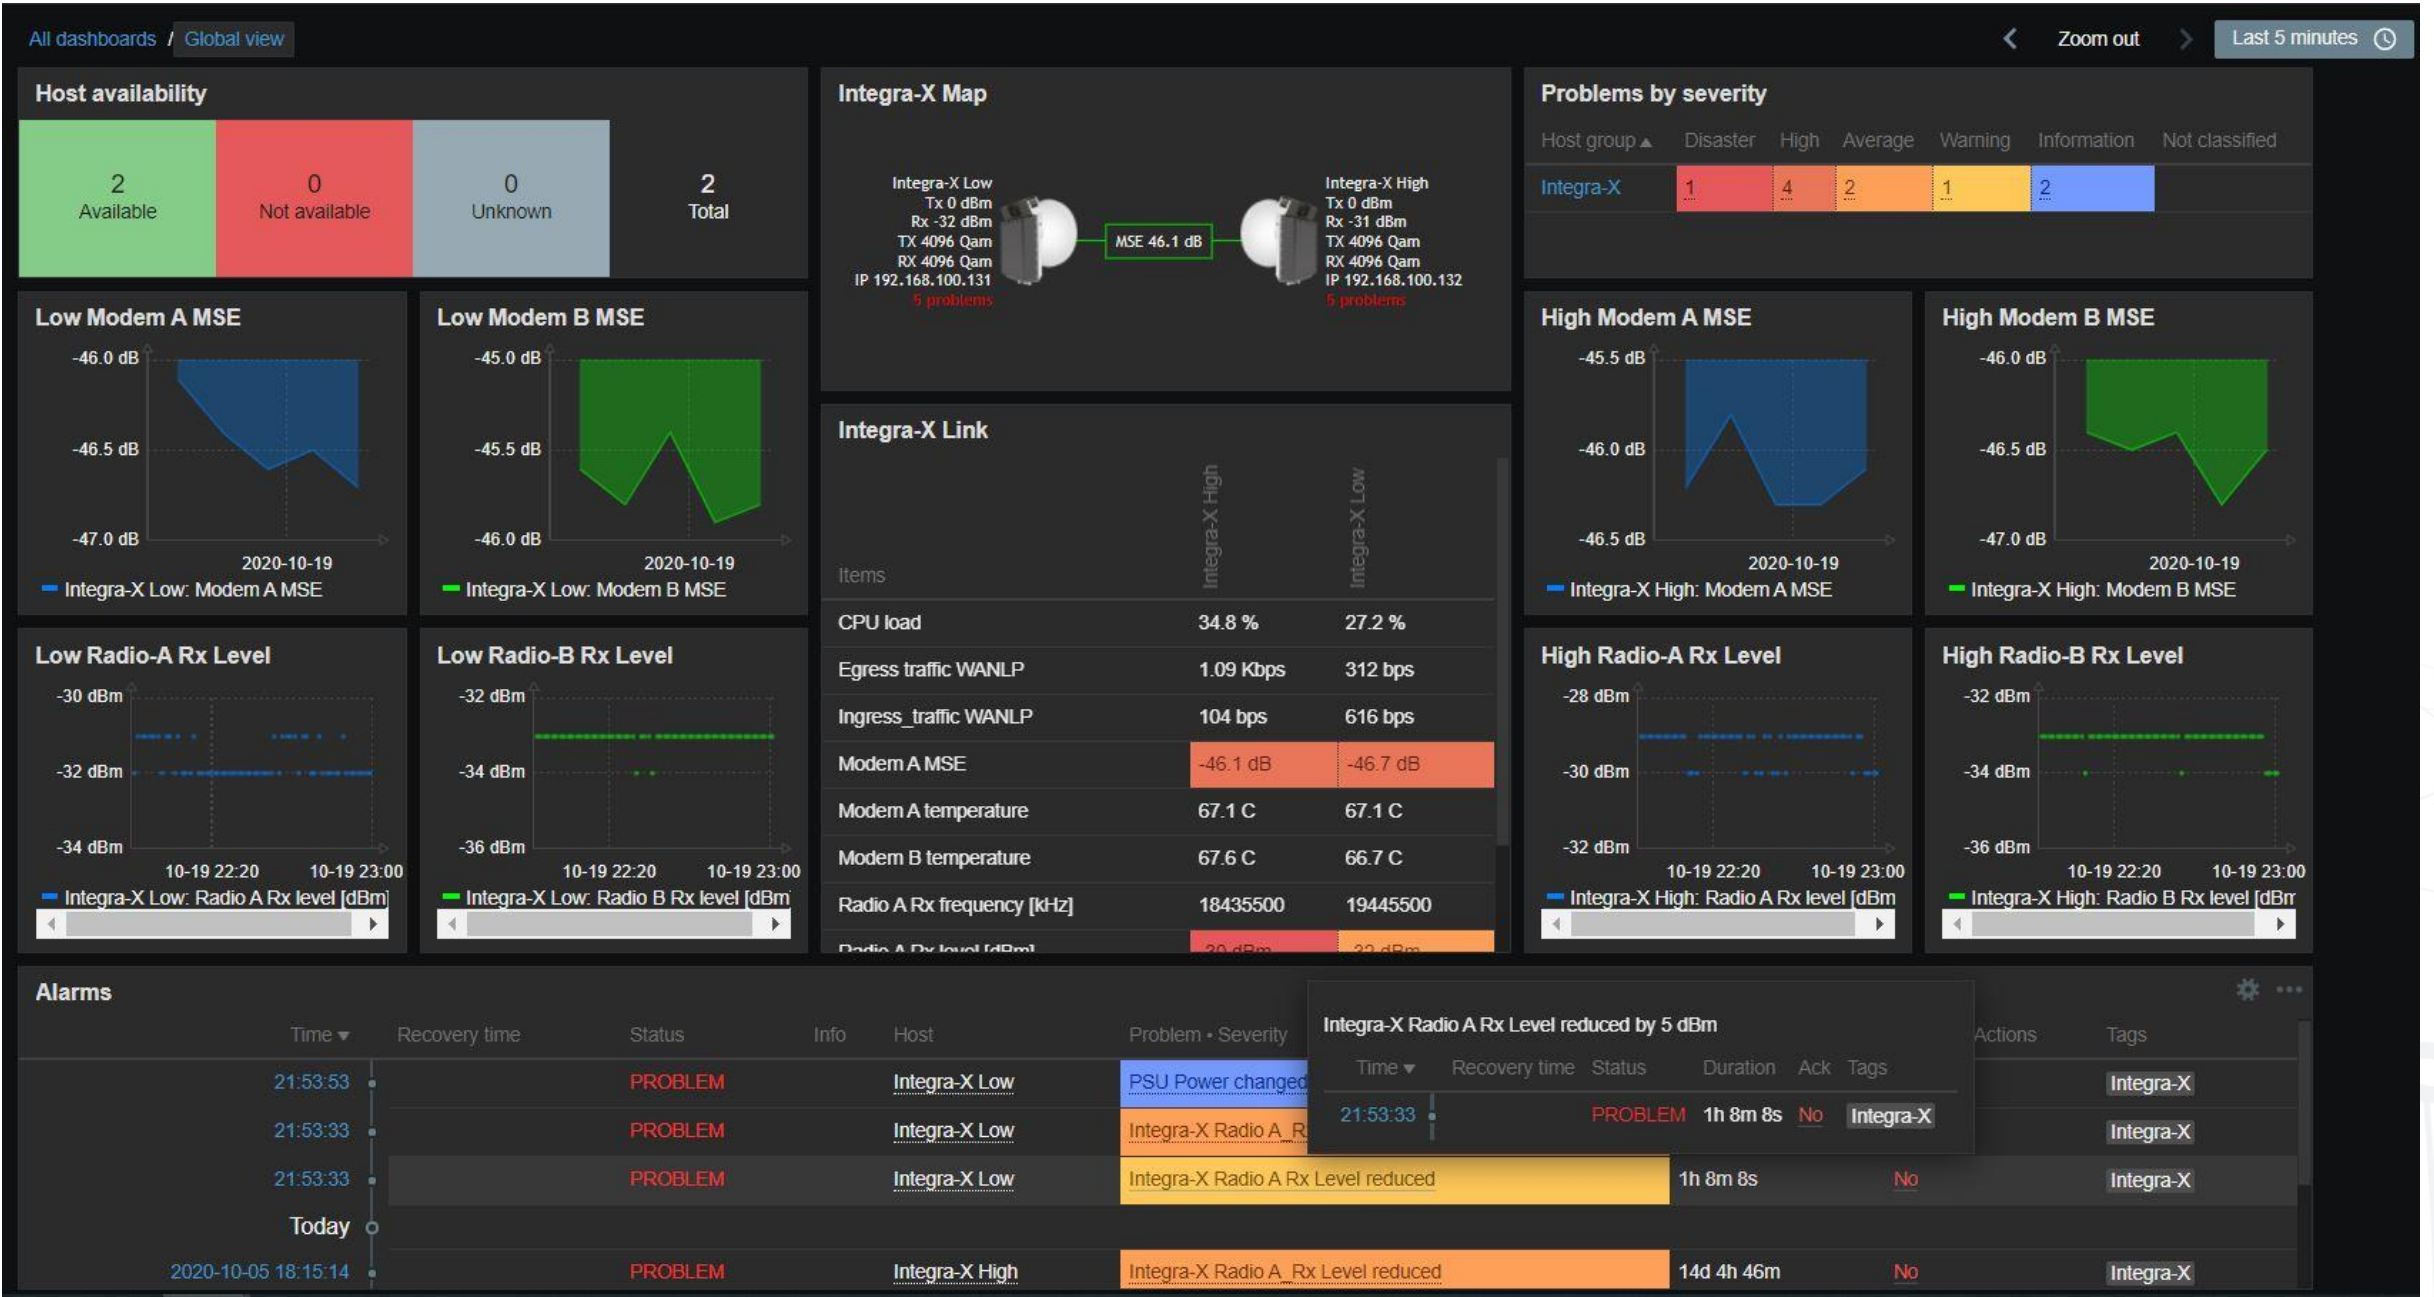 All dashboards / Global view
Zoom out
Last 5 minutes
Host availability
2
Available
0
Not available
0
Unknown
2
Total
Integra-X Map
Integra-X Low
Tx 0 dBm
Rx -32 dBm
TX 4096 Qam
RX 4096 Qam
IP 192.168.100.131
5 problems
MSE 46.1 dB
Integra-X High
Tx 0 dBm
Rx -31 dBm
TX 4096 Qam
RX 4096 Qam
IP 192.168.100.132
5 problems
Problems by severity
Host group Disaster High Average Warning Information Not classified
Integra-X 1 4 2 1 2
Low Modem A MSE
-46.0 dB
-46.5 dB
-47.0 dB
2020-10-19
Integra-X Low: Modem A MSE
Low Modem B MSE
-45.0 dB
-45.5 dB
-46.0 dB
2020-10-19
Integra-X Low: Modem B MSE
Integra-X Link
Items Integra-X High Integra-X Low
CPU load 34.8 % 27.2 %
Egress traffic WANLP 1.09 Kbps 312 bps
Ingress_traffic WANLP 104 bps 616 bps
Modem A MSE -46.1 dB -46.7 dB
Modem A temperature 67.1 C 67.1 C
Modem B temperature 67.6 C 66.7 C
Radio A Rx frequency [kHz] 18435500 19445500
Radio A Rx level [dBm] -30 dBm -32 dBm
High Modem A MSE
-45.5 dB
-46.0 dB
-46.5 dB
2020-10-19
Integra-X High: Modem A MSE
High Modem B MSE
-46.0 dB
-46.5 dB
-47.0 dB
2020-10-19
Integra-X High: Modem B MSE
Low Radio-A Rx Level
-30 dBm
-32 dBm
-34 dBm
10-19 22:20 10-19 23:00
Integra-X Low: Radio A Rx level [dBm]
Low Radio-B Rx Level
-32 dBm
-34 dBm
-36 dBm
10-19 22:20 10-19 23:00
Integra-X Low: Radio B Rx level [dBm
High Radio-A Rx Level
-28 dBm
-30 dBm
-32 dBm
10-19 22:20 10-19 23:00
Integra-X High: Radio A Rx level [dBm
High Radio-B Rx Level
-32 dBm
-34 dBm
-36 dBm
10-19 22:20 10-19 23:00
Integra-X High: Radio B Rx level [dBm
Alarms
Time Recovery time Status Info Host Problem • Severity Actions Tags
21:53:53 PROBLEM Integra-X Low PSU Power changed Integra-X
21:53:33 PROBLEM Integra-X Low Integra-X Radio A_R Integra-X
21:53:33 PROBLEM Integra-X Low Integra-X Radio A Rx Level reduced 1h 8m 8s No Integra-X
Today
2020-10-05 18:15:14 PROBLEM Integra-X High Integra-X Radio A_Rx Level reduced 14d 4h 46m No Integra-X
Integra-X Radio A Rx Level reduced by 5 dBm
Time Recovery time Status Duration Ack Tags
21:53:33 PROBLEM 1h 8m 8s No Integra-X